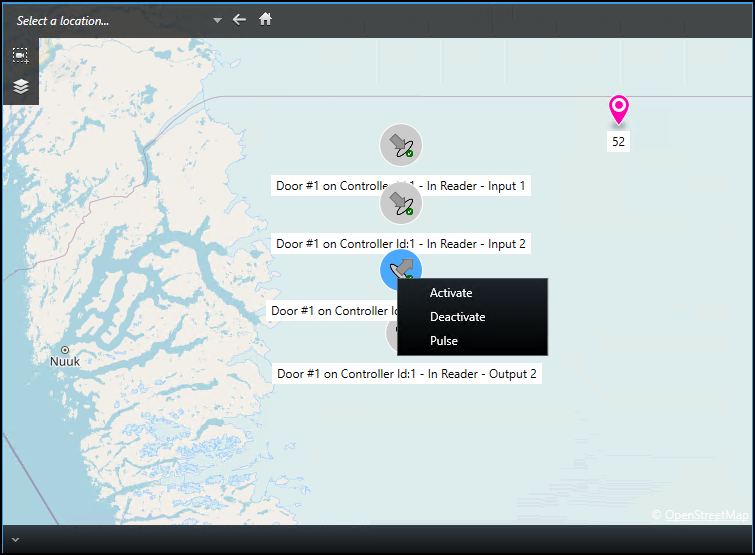 Select a location...
52
Door #1 on Controller Id:1 - In Reader - Input 1
Door #1 on Controller Id:1 - In Reader - Input 2
Activate
Door #1 on Controller Id
Deactivate
Pulse
Nuuk
Door #1 on Controller Id:1 - In Reader - Output 2
© OpenStreetMap